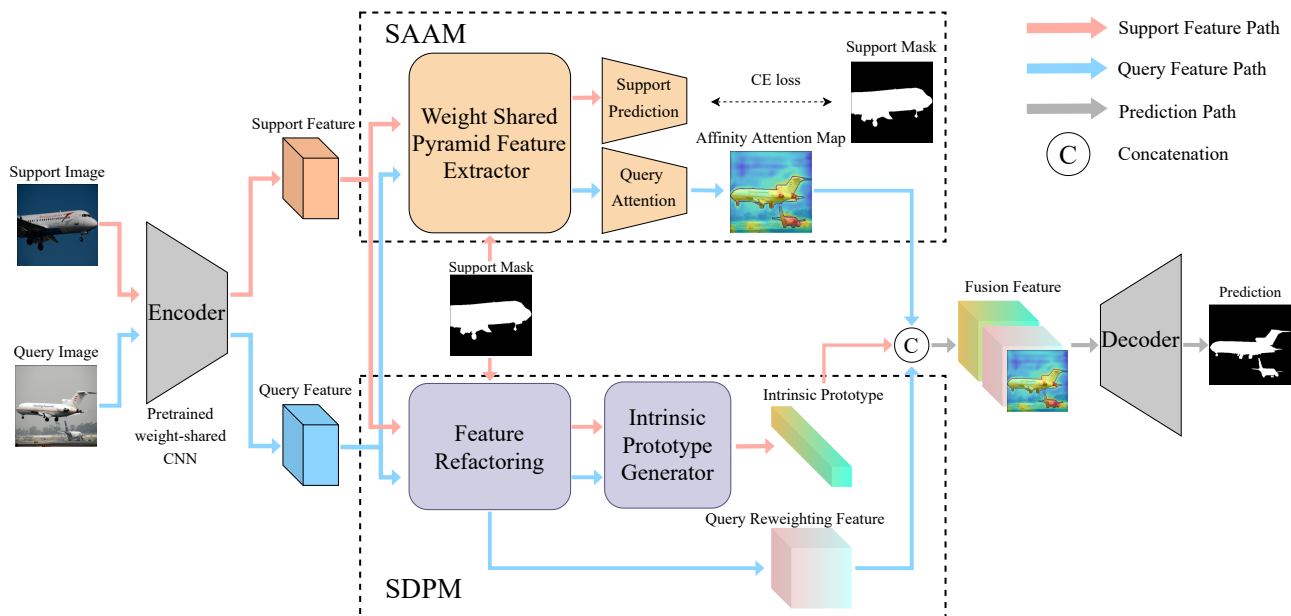 SAAM
Support Mask
Support Feature Path
Query Feature Path
Prediction Path
C
Concatenation
Support
Prediction
CE loss
Weight Shared
Pyramid Feature
Extractor
Affinity Attention Map
Query
Attention
Support Feature
Support Image
Encoder
Query Image
Pretrained
weight-shared
CNN
Query Feature
Support Mask
C
Fusion Feature
Decoder
Prediction
Feature
Refactoring
Intrinsic
Prototype
Generator
Intrinsic Prototype
Query Reweighting Feature
SDPM